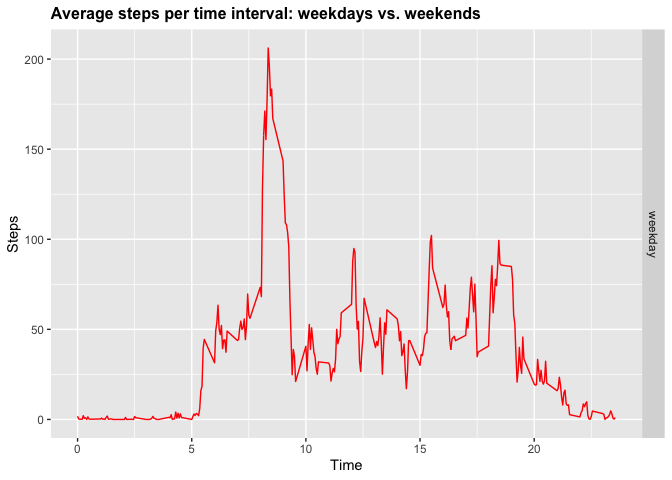 Average steps per time interval: weekdays vs. weekends
200
150
100
50
0
Steps
weekday
0 5 10 15 20
Time